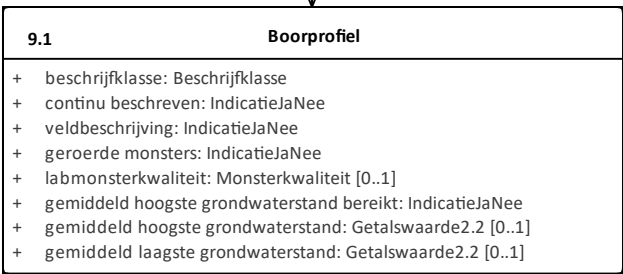 9.1 Boorprofiel
+ beschrijfklasse: Beschrijfklasse
+ continu beschreven: IndicatieJaNee
+ veldbeschrijving: IndicatieJaNee
+ geroerde monsters: IndicatieJaNee
+ labmonsterkwaliteit: Monsterkwaliteit [0..1]
+ gemiddeld hoogste grondwaterstand bereikt: IndicatieJaNee
+ gemiddeld hoogste grondwaterstand: Getalswaarde2.2 [0..1]
+ gemiddeld laagste grondwaterstand: Getalswaarde2.2 [0..1]